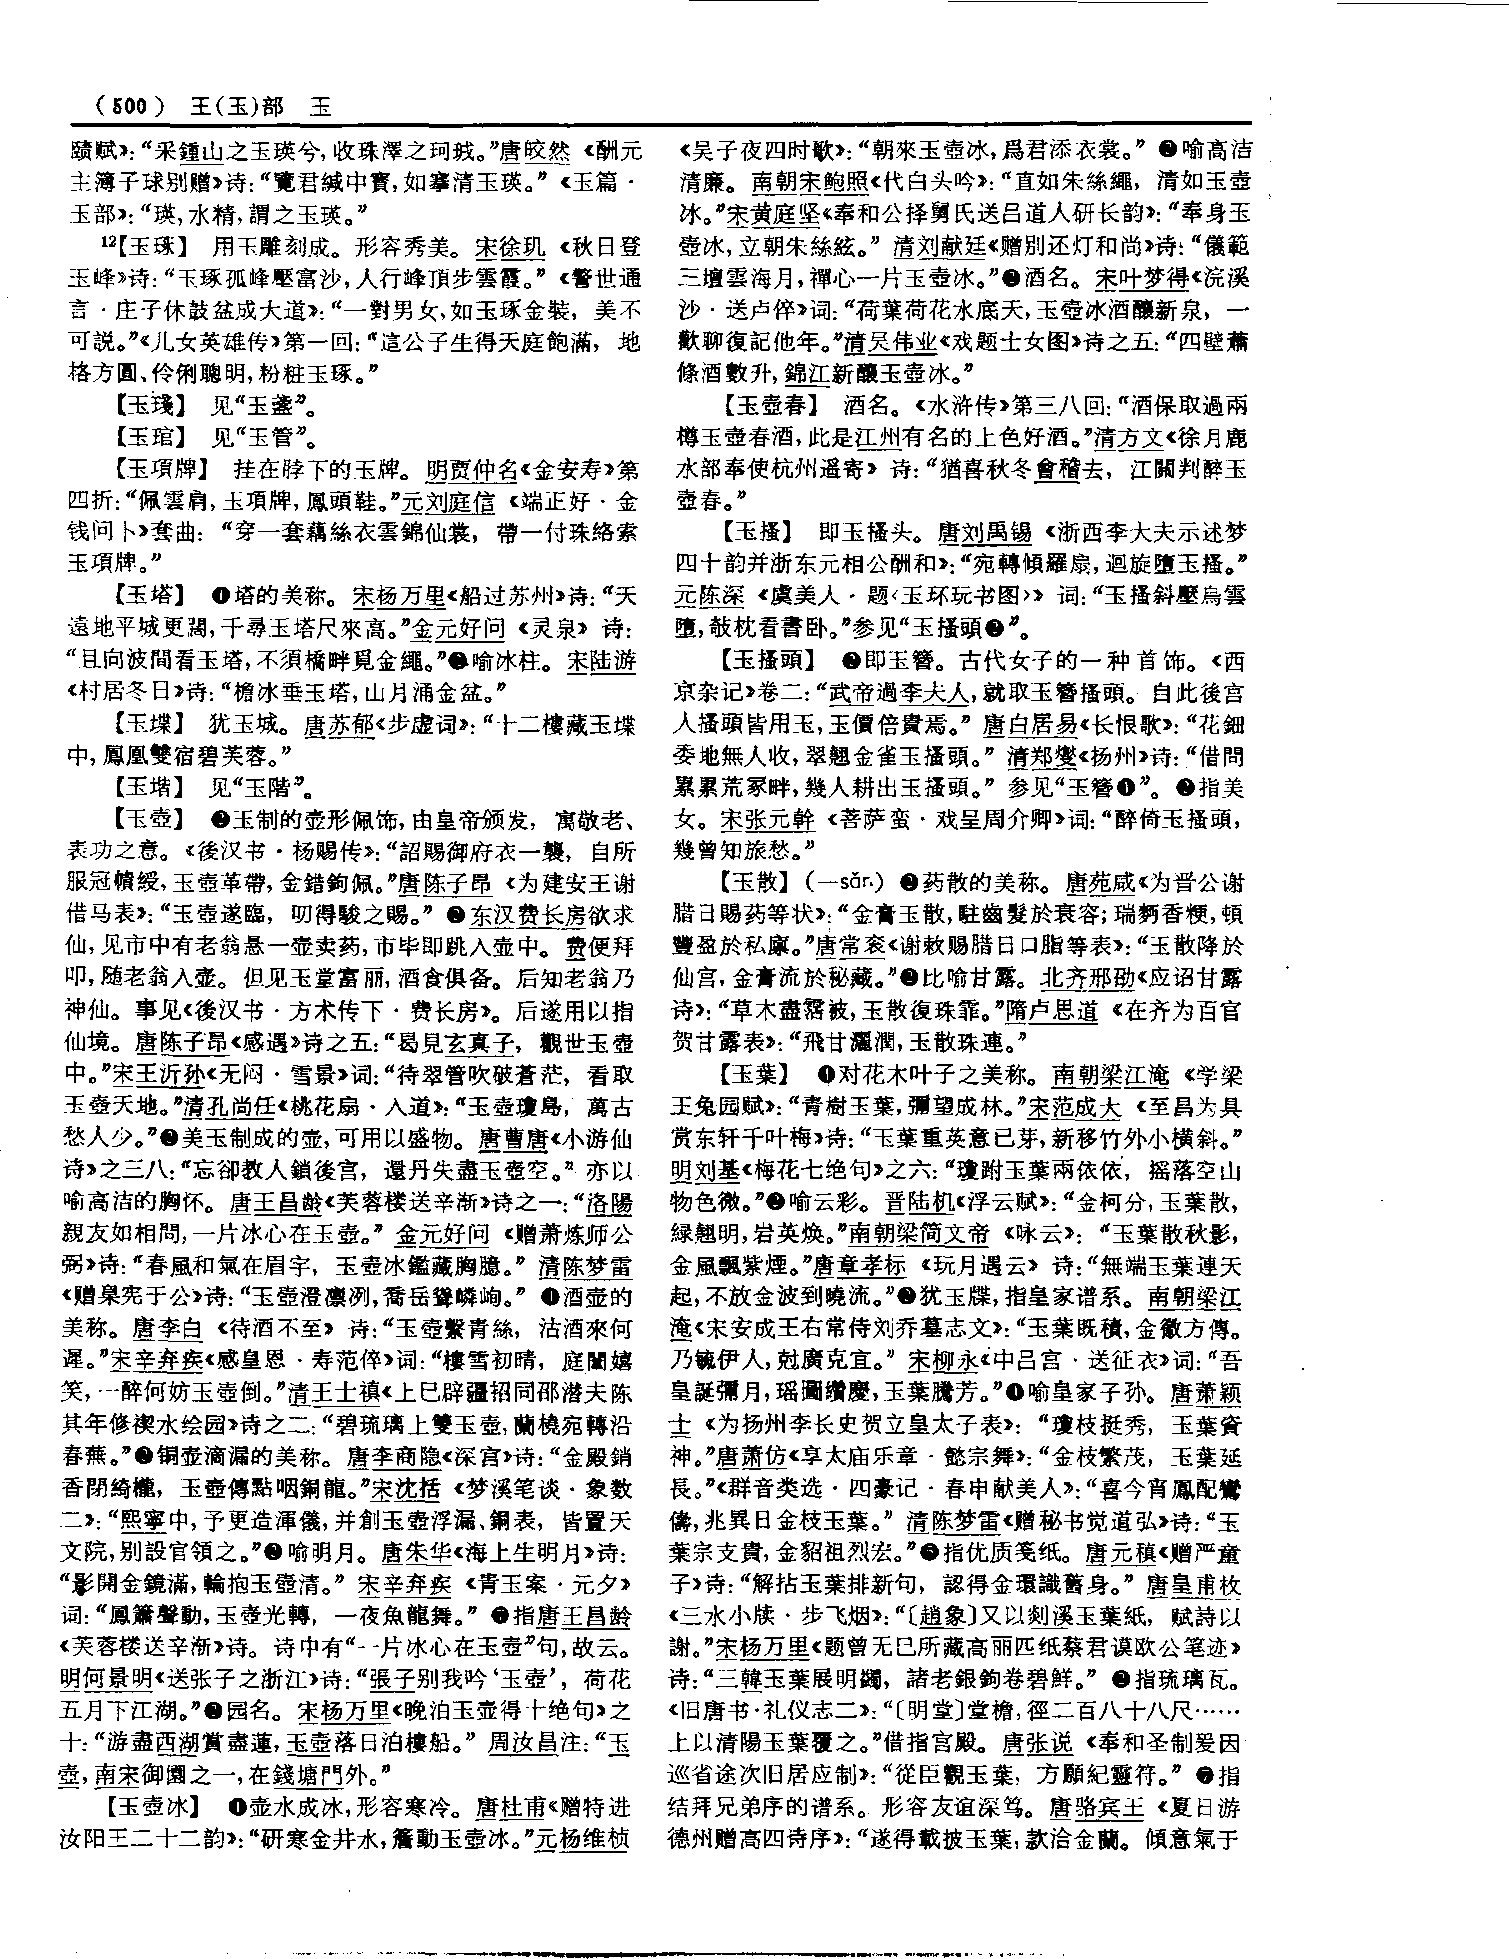 （500） 王(玉)部 玉
赜赋》：“采鍾山之玉瑛兮，收珠澤之珂玳。”唐皎然《酬元
主簿子球别赠》诗：“覽君緘中寶，如搴清玉瑛。”《玉篇·
玉部》：“瑛，水精，謂之玉瑛。”
12【玉琢】 用玉雕刻成。形容秀美。宋徐玑《秋日登
玉峰》诗：“玉琢孤峰壓富沙，人行峰頂步雲霞。”《警世通
言·庄子休鼓盆成大道》：“一對男女，如玉琢金裝，美不
可説。”《儿女英雄传》第一回：“這公子生得天庭飽滿，地
格方圓、伶俐聰明，粉粧玉琢。”
【玉琖】 见“玉盞”。
【玉琯】 见“玉管”。
【玉項牌】 挂在脖下的玉牌。明贾仲名《金安寿》第
四折：“佩雲肩，玉項牌，鳳頭鞋。”元刘庭信《端正好·金
钱问卜》套曲：“穿一套藕絲衣雲錦仙裳，帶一付珠絡索
玉項牌。”
【玉塔】 ❶塔的美称。宋杨万里《船过苏州》诗：“天
遠地平城更闊，千尋玉塔尺來高。”金元好问《灵泉》诗：
“且向波間看玉塔，不須橋畔覓金繩。”❷喻冰柱。宋陆游
《村居冬日》诗：“檐冰垂玉塔，山月涌金盆。”
【玉堞】 犹玉城。唐苏郁《步虚词》：“十二樓藏玉堞
中，鳳凰雙宿碧芙蓉。”
【玉堦】 见“玉階”。
【玉壺】 ❶玉制的壶形佩饰，由皇帝颁发，寓敬老、
表功之意。《後汉书·杨赐传》：“詔賜御府衣一襲，自所
服冠幘綬，玉壺革帶，金錯鉤佩。”唐陈子昂《为建安王谢
借马表》：“玉壺遂臨，叨得駿之賜。”❷东汉费长房欲求
仙，见市中有老翁悬一壶卖药，市毕即跳入壶中。费便拜
叩，随老翁入壶。但见玉堂富丽，酒食俱备。后知老翁乃
神仙。事见《後汉书·方术传下·费长房》。后遂用以指
仙境。唐陈子昂《感遇》诗之五：“曷見玄真子，觀世玉壺
中。”宋王沂孙《无闷·雪景》词：“待翠管吹破蒼茫，看取
玉壺天地。”清孔尚任《桃花扇·入道》：“玉壺瓊島，萬古
愁人少。”❸美玉制成的壶，可用以盛物。唐曹唐《小游仙
诗》之三八：“忘卻教人鎖後宫，還丹失盡玉壺空。”亦以
喻高洁的胸怀。唐王昌龄《芙蓉楼送辛渐》诗之一：“洛陽
親友如相問，一片冰心在玉壺。”金元好问《赠萧炼师公
弼》诗：“春風和氣在眉宇，玉壺冰鑑藏胸臆。”清陈梦雷
《赠臬宪于公》诗：“玉壺澄凛冽，喬岳聳嶙峋。”❹酒壶的
美称。唐李白《待酒不至》诗：“玉壺繫青絲，沽酒來何
遲。”宋辛弃疾《感皇恩·寿范倅》词：“樓雪初晴，庭闈嬉
笑，一醉何妨玉壺倒。”清王士禛《上巳辟疆招同邵潜夫陈
其年修禊水绘园》诗之二：“碧琉璃上雙玉壺，蘭橈宛轉沿
春蕪。”❺铜壶滴漏的美称。唐李商隐《深宫》诗：“金殿銷
香閉綺櫳，玉壺傳點咽銅龍。”宋沈括《梦溪笔谈·象数
二》：“熙寧中，予更造渾儀，并創玉壺浮漏、銅表，皆置天
文院，别設官領之。”❻喻明月。唐朱华《海上生明月》诗：
“影開金鏡滿，輪抱玉壺清。”宋辛弃疾《青玉案·元夕》
词：“鳳簫聲動，玉壺光轉，一夜魚龍舞。”❼指唐王昌龄
《芙蓉楼送辛渐》诗。诗中有“一片冰心在玉壺”句，故云。
明何景明《送张子之浙江》诗：“張子别我吟‘玉壺’，荷花
五月下江湖。”❽园名。宋杨万里《晚泊玉壶得十绝句》之
十：“游盡西湖賞盡蓮，玉壺落日泊樓船。”周汝昌注：“玉
壺，南宋御園之一，在錢塘門外。”
【玉壺冰】 ❶壶水成冰，形容寒冷。唐杜甫《赠特进
汝阳王二十二韵》：“研寒金井水，簷動玉壺冰。”元杨维桢
《吴子夜四时歌》：“朝來玉壺冰，爲君添衣裳。”❷喻高洁
清廉。南朝宋鲍照《代白头吟》：“直如朱絲繩，清如玉壺
冰。”宋黄庭坚《奉和公择舅氏送吕道人研长韵》：“奉身玉
壺冰，立朝朱絲絃。”清刘献廷《赠别还灯和尚》诗：“儀範
三壇雲海月，禪心一片玉壺冰。”❸酒名。宋叶梦得《浣溪
沙·送卢倅》词：“荷葉荷花水底天，玉壺冰酒釀新泉，一
歡聊復記他年。”清吴伟业《戏题士女图》诗之五：“四壁蕭
條酒數升，錦江新釀玉壺冰。”
【玉壺春】 酒名。《水浒传》第三八回：“酒保取過兩
樽玉壺春酒，此是江州有名的上色好酒。”清方文《徐月鹿
水部奉使杭州遥寄》诗：“猶喜秋冬會稽去，江關判醉玉
壺春。”
【玉搔】 即玉搔头。唐刘禹锡《浙西李大夫示述梦
四十韵并浙东元相公酬和》：“宛轉傾羅扇，迴旋墮玉搔。”
元陈深《虞美人·题〈玉环玩书图〉》词：“玉搔斜壓烏雲
墮，攲枕看書卧。”参见“玉搔頭❶”。
【玉搔頭】 ❶即玉簪。古代女子的一种首饰。《西
京杂记》卷二：“武帝過李夫人，就取玉簪搔頭。自此後宫
人搔頭皆用玉，玉價倍貴焉。”唐白居易《长恨歌》：“花鈿
委地無人收，翠翹金雀玉搔頭。”清郑燮《扬州》诗：“借問
累累荒冢畔，幾人耕出玉搔頭。”参见“玉簪❶”。❷指美
女。宋张元幹《菩萨蛮·戏呈周介卿》词：“醉倚玉搔頭，
幾曾知旅愁。”
【玉散】（—sǎn）❶药散的美称。唐苑咸《为晋公谢
腊日赐药等状》：“金膏玉散，駐齒髮於衰容；瑞麪香粳，頓
豐盈於私廪。”唐常衮《谢敕赐腊日口脂等表》：“玉散降於
仙宫，金膏流於秘藏。”❷比喻甘露。北齐邢劭《应诏甘露
诗》：“草木盡霑被，玉散復珠霏。”隋卢思道《在齐为百官
贺甘露表》：“飛甘灑潤，玉散珠連。”
【玉葉】 ❶对花木叶子之美称。南朝梁江淹《学梁
王兔园赋》：“青樹玉葉，彌望成林。”宋范成大《至昌为具
赏东轩千叶梅》诗：“玉葉重英意已芽，新移竹外小橫斜。”
明刘基《梅花七绝句》之六：“瓊跗玉葉兩依依，摇落空山
物色微。”❷喻云彩。晋陆机《浮云赋》：“金柯分，玉葉散，
緑翹明，岩英焕。”南朝梁简文帝《咏云》：“玉葉散秋影，
金風飄紫煙。”唐章孝标《玩月遇云》诗：“無端玉葉連天
起，不放金波到曉流。”❸犹玉牒，指皇家谱系。南朝梁江
淹《宋安成王右常侍刘乔墓志文》：“玉葉既積，金徽方傳。
乃毓伊人，尅廣克宜。”宋柳永《中吕宫·送征衣》词：“吾
皇誕彌月，瑶圖纘慶，玉葉騰芳。”❹喻皇家子孙。唐萧颖
士《为扬州李长史贺立皇太子表》：“瓊枝挺秀，玉葉資
神。”唐萧仿《享太庙乐章·懿宗舞》：“金枝繁茂，玉葉延
長。”《群音类选·四豪记·春申献美人》：“喜今宵鳳配鸞
儔，兆異日金枝玉葉。”清陈梦雷《赠秘书觉道弘》诗：“玉
葉宗支貴，金貂祖烈宏。”❺指优质笺纸。唐元稹《赠严童
子》诗：“解拈玉葉排新句，認得金環識舊身。”唐皇甫枚
《三水小牍·步飞烟》：“〔趙象〕又以剡溪玉葉紙，赋詩以
謝。”宋杨万里《题曾无已所藏高丽匹纸蔡君谟欧公笔迹》
诗：“三韓玉葉展明蠲，諸老銀鉤卷碧鮮。”❻指琉璃瓦。
《旧唐书·礼仪志二》：“〔明堂〕堂檐，徑二百八十八尺……
上以清陽玉葉覆之。”借指宫殿。唐张说《奉和圣制爰因
巡省途次旧居应制》：“從臣觀玉葉，方願紀靈符。”❼指
结拜兄弟序的谱系。形容友谊深笃。唐骆宾王《夏日游
德州赠高四诗序》：“遂得載披玉葉，款洽金蘭。傾意氣于